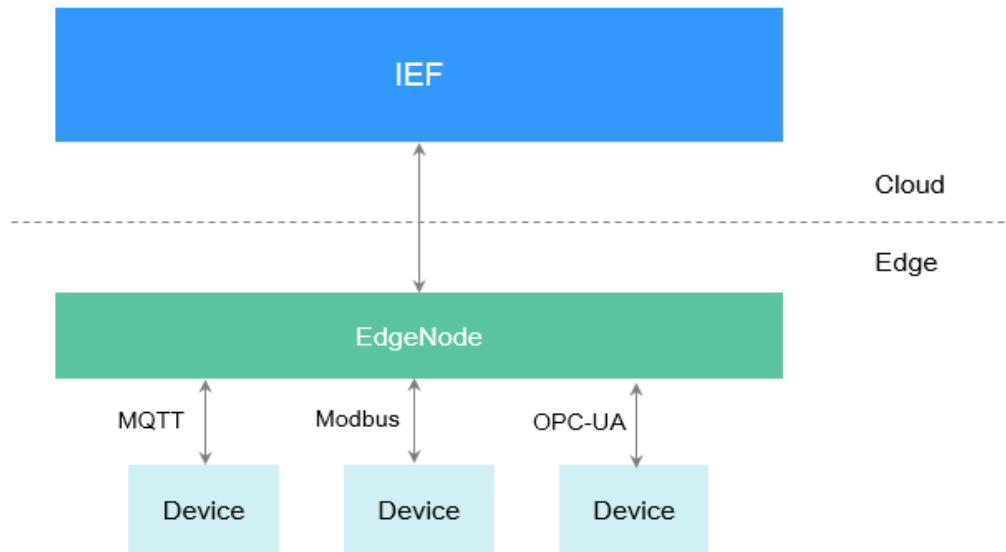 IEF
Cloud
Edge
EdgeNode
MQTT
Modbus
OPC-UA
Device
Device
Device